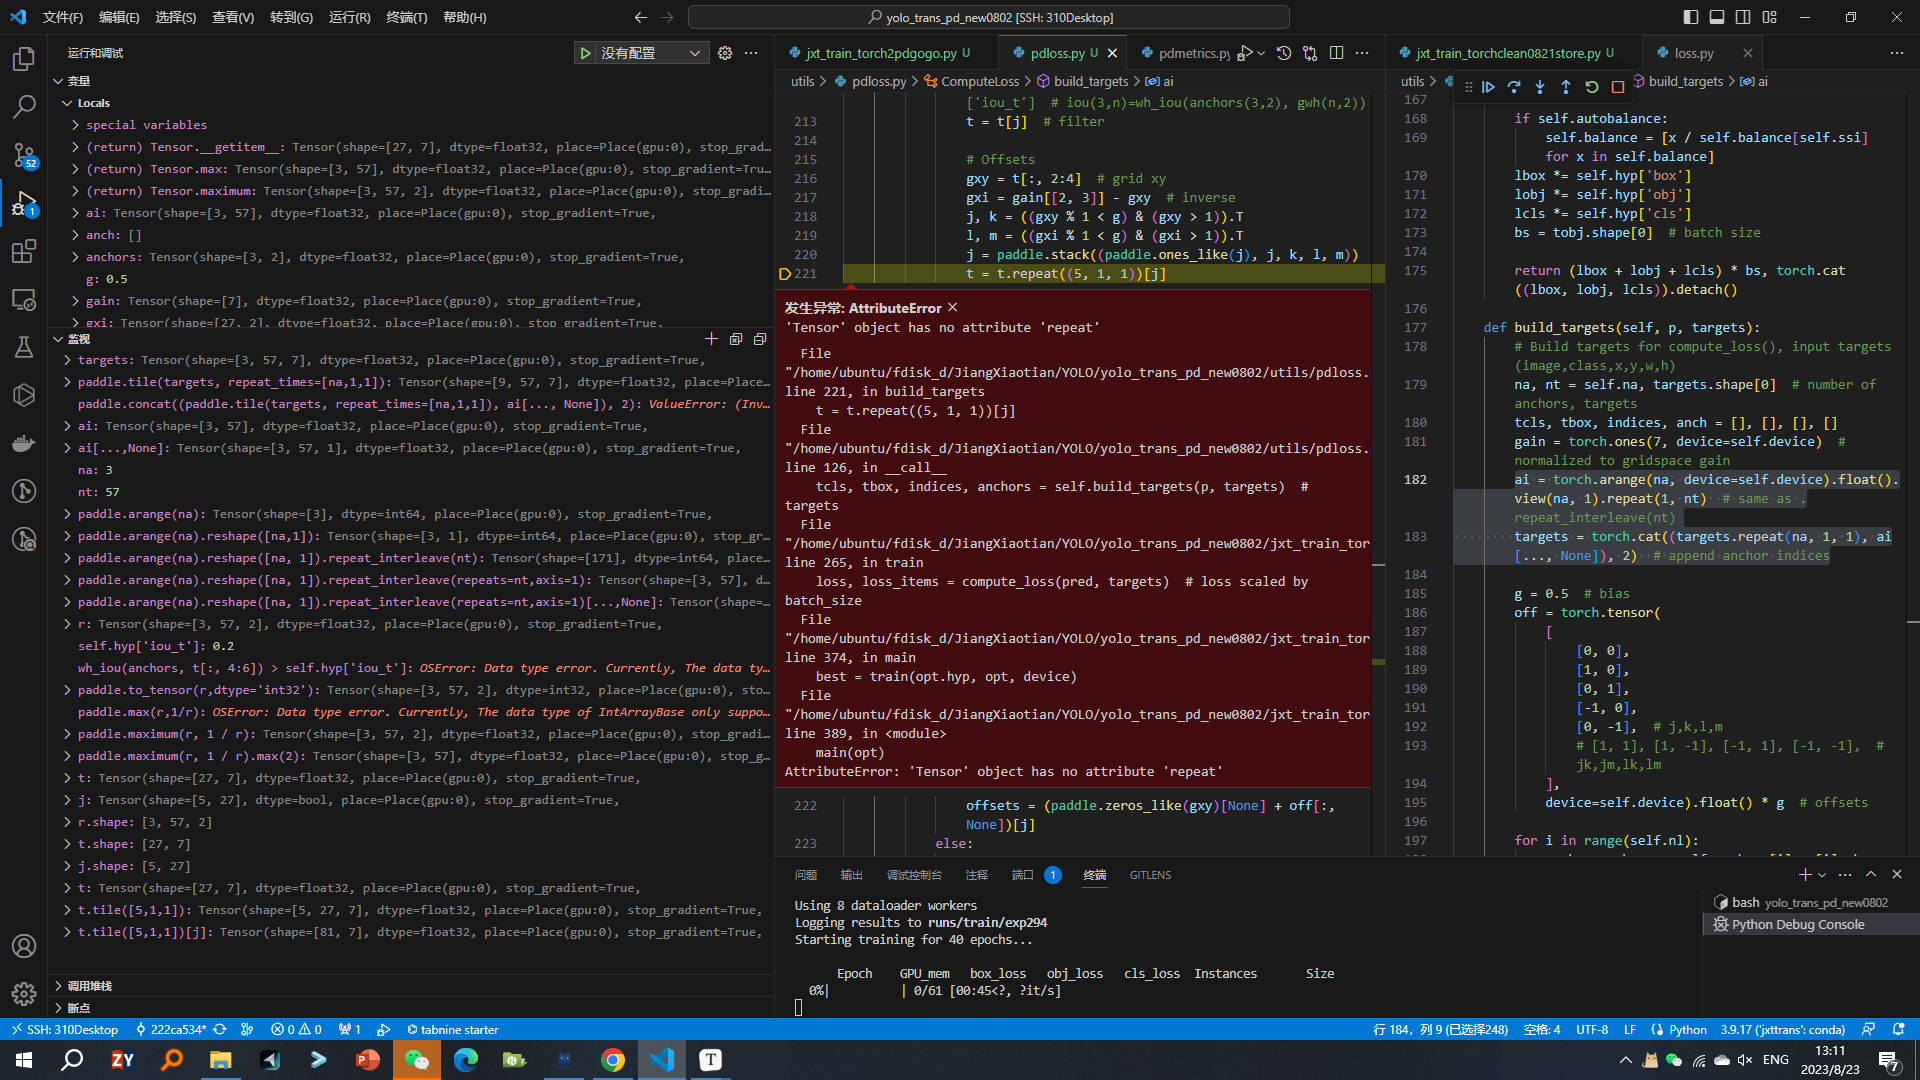 文件(F) 编辑(E) 选择(S) 查看(V) 转到(G) 运行(R) 终端(T) 帮助(H)
yolo_trans_pd_new0802 [SSH: 310Desktop]
运行和调试
没有配置
变量
Locals
special variables
(return) Tensor.__getitem__: Tensor(shape=[27, 7], dtype=float32, place=Place(gpu:0), stop_grad…
(return) Tensor.max: Tensor(shape=[3, 57], dtype=float32, place=Place(gpu:0), stop_gradient=Tru…
(return) Tensor.maximum: Tensor(shape=[3, 57, 2], dtype=float32, place=Place(gpu:0), stop_gradi…
ai: Tensor(shape=[3, 57], dtype=float32, place=Place(gpu:0), stop_gradient=True,
anch: []
anchors: Tensor(shape=[3, 2], dtype=float32, place=Place(gpu:0), stop_gradient=True,
g: 0.5
gain: Tensor(shape=[7], dtype=float32, place=Place(gpu:0), stop_gradient=True,
gxi: Tensor(shape=[27, 2], dtype=float32, place=Place(gpu:0), stop_gradient=True,
监视
targets: Tensor(shape=[3, 57, 7], dtype=float32, place=Place(gpu:0), stop_gradient=True,
paddle.tile(targets, repeat_times=[na,1,1]): Tensor(shape=[9, 57, 7], dtype=float32, place=Place…
paddle.concat((paddle.tile(targets, repeat_times=[na,1,1]), ai[..., None]), 2): ValueError: (Inv…
ai: Tensor(shape=[3, 57], dtype=float32, place=Place(gpu:0), stop_gradient=True,
ai[...,None]: Tensor(shape=[3, 57, 1], dtype=float32, place=Place(gpu:0), stop_gradient=True,
na: 3
nt: 57
paddle.arange(na): Tensor(shape=[3], dtype=int64, place=Place(gpu:0), stop_gradient=True,
paddle.arange(na).reshape([na,1]): Tensor(shape=[3, 1], dtype=int64, place=Place(gpu:0), stop_gr…
paddle.arange(na).reshape([na, 1]).repeat_interleave(nt): Tensor(shape=[171], dtype=int64, place…
paddle.arange(na).reshape([na, 1]).repeat_interleave(repeats=nt,axis=1): Tensor(shape=[3, 57], d…
paddle.arange(na).reshape([na, 1]).repeat_interleave(repeats=nt,axis=1)[...,None]: Tensor(shape=…
r: Tensor(shape=[3, 57, 2], dtype=float32, place=Place(gpu:0), stop_gradient=True,
self.hyp['iou_t']: 0.2
wh_iou(anchors, t[:, 4:6]) > self.hyp['iou_t']: OSError: Data type error. Currently, The data ty…
paddle.to_tensor(r,dtype='int32'): Tensor(shape=[3, 57, 2], dtype=int32, place=Place(gpu:0), sto…
paddle.max(r,1/r): OSError: Data type error. Currently, The data type of IntArrayBase only suppo…
paddle.maximum(r, 1 / r): Tensor(shape=[3, 57, 2], dtype=float32, place=Place(gpu:0), stop_gradi…
paddle.maximum(r, 1 / r).max(2): Tensor(shape=[3, 57], dtype=float32, place=Place(gpu:0), stop_g…
t: Tensor(shape=[27, 7], dtype=float32, place=Place(gpu:0), stop_gradient=True,
j: Tensor(shape=[5, 27], dtype=bool, place=Place(gpu:0), stop_gradient=True,
r.shape: [3, 57, 2]
t.shape: [27, 7]
j.shape: [5, 27]
t: Tensor(shape=[27, 7], dtype=float32, place=Place(gpu:0), stop_gradient=True,
t.tile([5,1,1]): Tensor(shape=[5, 27, 7], dtype=float32, place=Place(gpu:0), stop_gradient=True,
t.tile([5,1,1])[j]: Tensor(shape=[81, 7], dtype=float32, place=Place(gpu:0), stop_gradient=True,
调用堆栈
断点
jxt_train_torch2pdgogo.py U pdloss.py U pdmetrics.py
utils > pdloss.py > ComputeLoss > build_targets > ai
['iou_t'] # iou(3,n)=wh_iou(anchors(3,2), gwh(n,2))
213 t = t[j] # filter
214
215 # Offsets
216 gxy = t[:, 2:4] # grid xy
217 gxi = gain[[2, 3]] - gxy # inverse
218 j, k = ((gxy % 1 < g) & (gxy > 1)).T
219 l, m = ((gxi % 1 < g) & (gxi > 1)).T
220 j = paddle.stack((paddle.ones_like(j), j, k, l, m))
221 t = t.repeat((5, 1, 1))[j]
发生异常: AttributeError
'Tensor' object has no attribute 'repeat'
File
"/home/ubuntu/fdisk_d/JiangXiaotian/YOLO/yolo_trans_pd_new0802/utils/pdloss.
line 221, in build_targets
t = t.repeat((5, 1, 1))[j]
File
"/home/ubuntu/fdisk_d/JiangXiaotian/YOLO/yolo_trans_pd_new0802/utils/pdloss.
line 126, in __call__
tcls, tbox, indices, anchors = self.build_targets(p, targets) #
targets
File
"/home/ubuntu/fdisk_d/JiangXiaotian/YOLO/yolo_trans_pd_new0802/jxt_train_tor
line 265, in train
loss, loss_items = compute_loss(pred, targets) # loss scaled by
batch_size
File
"/home/ubuntu/fdisk_d/JiangXiaotian/YOLO/yolo_trans_pd_new0802/jxt_train_tor
line 374, in main
best = train(opt.hyp, opt, device)
File
"/home/ubuntu/fdisk_d/JiangXiaotian/YOLO/yolo_trans_pd_new0802/jxt_train_tor
line 389, in <module>
main(opt)
AttributeError: 'Tensor' object has no attribute 'repeat'
222 offsets = (paddle.zeros_like(gxy)[None] + off[:,
None])[j]
223 else:
jxt_train_torchclean0821store.py U loss.py
utils > build_targets > ai
167
168 if self.autobalance:
169 self.balance = [x / self.balance[self.ssi]
for x in self.balance]
170 lbox *= self.hyp['box']
171 lobj *= self.hyp['obj']
172 lcls *= self.hyp['cls']
173 bs = tobj.shape[0] # batch size
174
175 return (lbox + lobj + lcls) * bs, torch.cat
((lbox, lobj, lcls)).detach()
176
177 def build_targets(self, p, targets):
178 # Build targets for compute_loss(), input targets
(image,class,x,y,w,h)
179 na, nt = self.na, targets.shape[0] # number of
anchors, targets
180 tcls, tbox, indices, anch = [], [], [], []
181 gain = torch.ones(7, device=self.device) #
normalized to gridspace gain
182 ai = torch.arange(na, device=self.device).float().
view(na, 1).repeat(1, nt) # same as .
repeat_interleave(nt)
183 targets = torch.cat((targets.repeat(na, 1, 1), ai
[..., None]), 2) # append anchor indices
184
185 g = 0.5 # bias
186 off = torch.tensor(
187 [
188 [0, 0],
189 [1, 0],
190 [0, 1],
191 [-1, 0],
192 [0, -1], # j,k,l,m
193 # [1, 1], [1, -1], [-1, 1], [-1, -1], #
jk,jm,lk,lm
194 ],
195 device=self.device).float() * g # offsets
196
197 for i in range(self.nl):
问题 输出 调试控制台 注释 端口 1 终端 GITLENS
Using 8 dataloader workers
Logging results to runs/train/exp294
Starting training for 40 epochs...
Epoch GPU_mem box_loss obj_loss cls_loss Instances Size
0%| | 0/61 [00:45<?, ?it/s]
bash yolo_trans_pd_new0802
Python Debug Console
52
1
SSH: 310Desktop 222ca534* 0 0 1 tabnine starter
行 184，列 9 (已选择248) 空格: 4 UTF-8 LF Python 3.9.17 ('jxttrans': conda)
ZY
T
ENG
13:11
2023/8/23
7